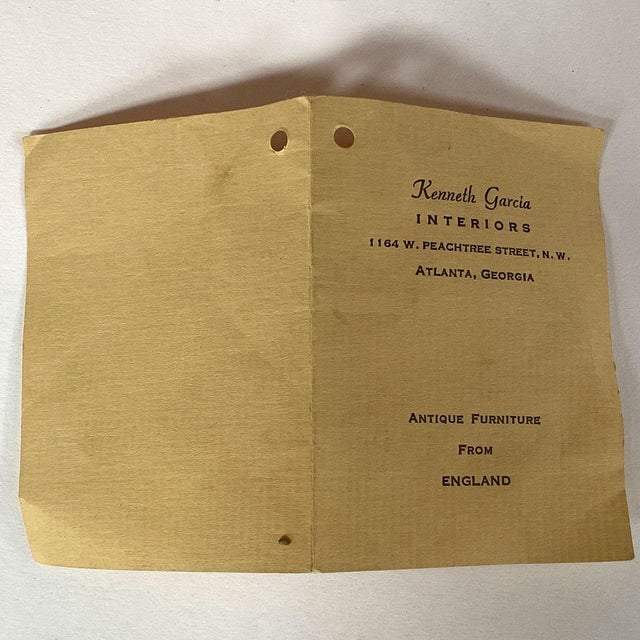 Kenneth Garcia
INTERIORS
1164 W. PEACHTREE STREET, N. W.
ATLANTA, GEORGIA
ANTIQUE FURNITURE
FROM
ENGLAND